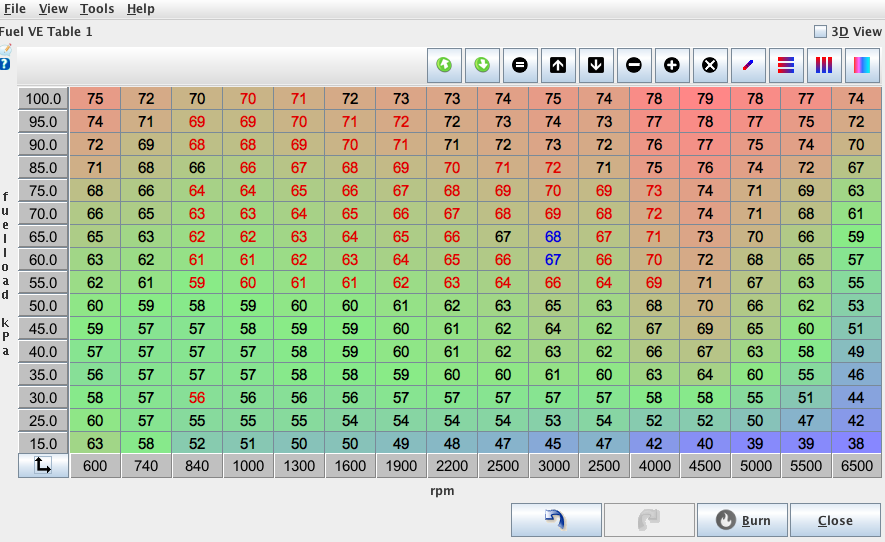 File View Tools Help
Fuel VE Table 1 3D View
100.0 75 72 70 70 71 72 73 73 74 75 74 78 79 78 77 74
95.0 74 71 69 69 70 71 72 72 73 74 73 77 78 77 75 72
90.0 72 69 68 68 69 70 71 71 72 73 72 76 77 75 74 70
85.0 71 68 66 66 67 68 69 70 71 72 71 75 76 74 72 67
75.0 68 66 64 64 65 66 67 68 69 70 69 73 74 71 69 63
70.0 66 65 63 63 64 65 66 67 68 69 68 72 74 71 68 61
65.0 65 63 62 62 63 64 65 66 67 68 67 71 73 70 66 59
60.0 63 62 61 61 62 63 64 65 66 67 66 70 72 68 65 57
55.0 62 61 59 60 61 61 62 63 64 66 64 69 71 67 63 55
50.0 60 59 58 59 60 60 61 62 63 65 63 68 70 66 62 53
45.0 59 57 57 58 59 59 60 61 62 64 62 67 69 65 60 51
40.0 57 57 57 57 58 59 60 61 62 63 62 66 67 63 58 49
35.0 56 57 57 57 58 58 59 60 60 61 60 63 64 60 55 46
30.0 58 57 56 56 56 56 57 57 57 57 57 58 58 55 51 44
25.0 60 57 55 55 55 54 54 54 54 53 54 52 52 50 47 42
15.0 63 58 52 51 50 50 49 48 47 45 47 42 40 39 39 38
600 740 840 1000 1300 1600 1900 2200 2500 3000 2500 4000 4500 5000 5500 6500
fuelload kPa
rpm
Burn Close